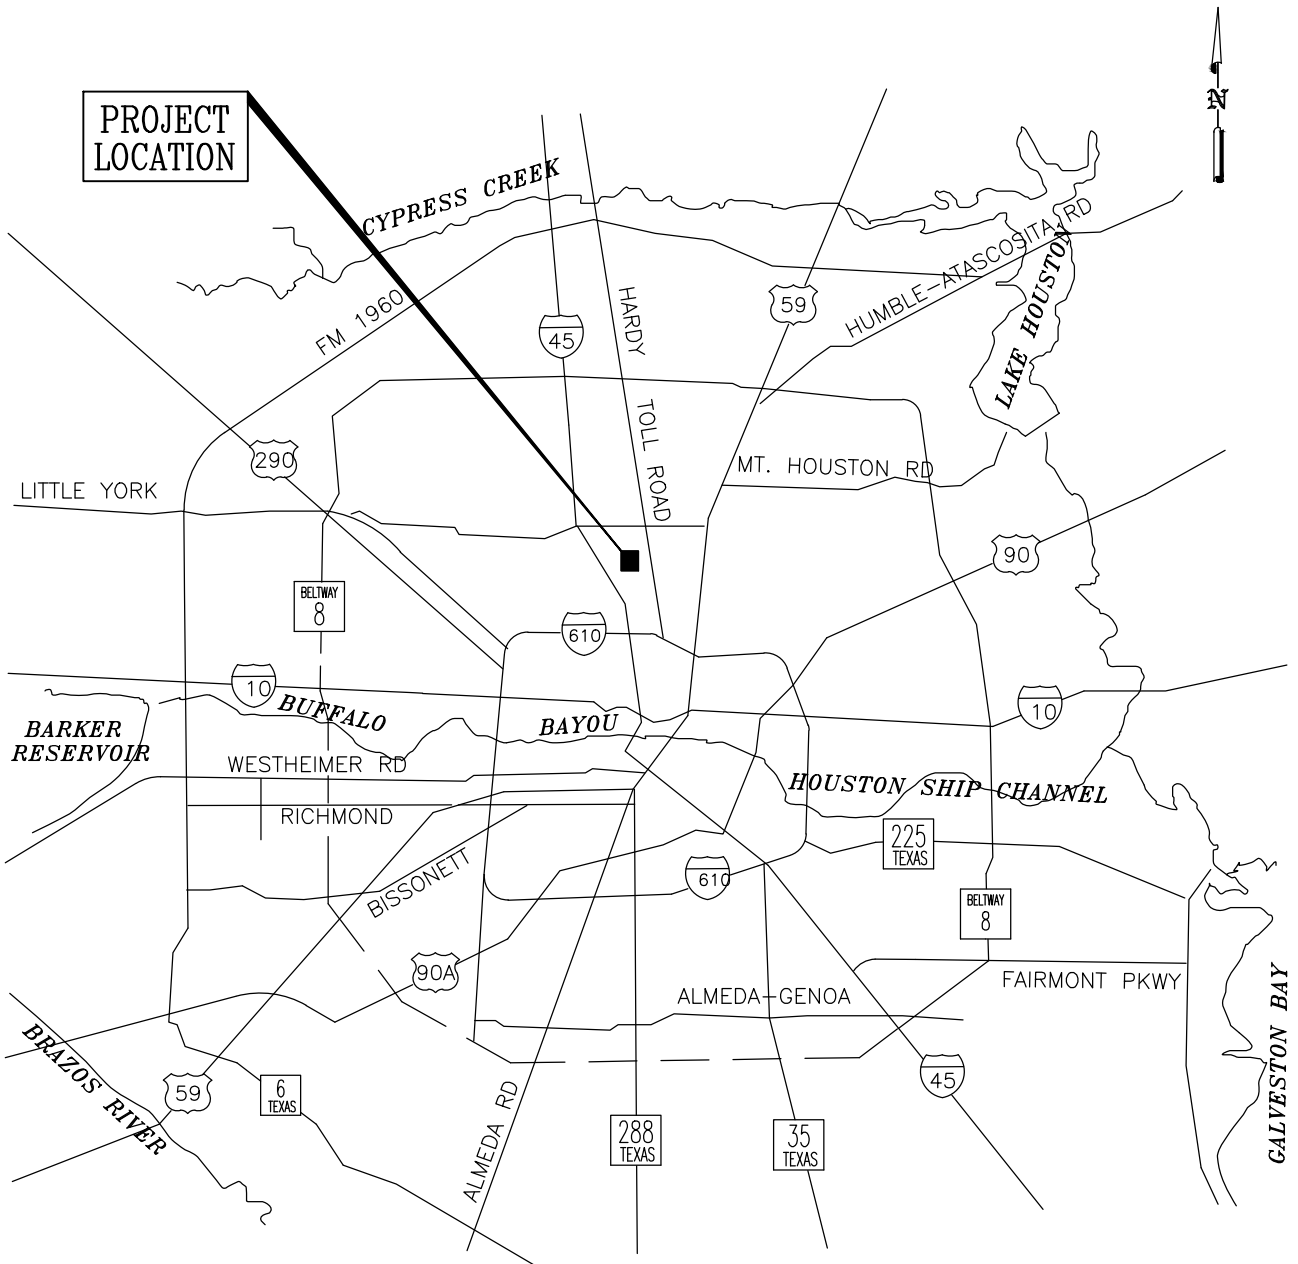 PROJECT
LOCATION
N
CYPRESS CREEK
HUMBLE-ATASCOSITA RD
LAKE HOUSTON
FM 1960
HARDY
TOLL ROAD
59
45
290
MT. HOUSTON RD
LITTLE YORK
90
BELTWAY
8
610
10
BUFFALO
BAYOU
10
BARKER
RESERVOIR
WESTHEIMER RD
HOUSTON SHIP CHANNEL
RICHMOND
225
TEXAS
BISSONETT
610
BELTWAY
8
90A
FAIRMONT PKWY
ALMEDA-GENOA
GALVESTON BAY
BRAZOS RIVER
59
6
TEXAS
45
ALMEDA RD
288
TEXAS
35
TEXAS